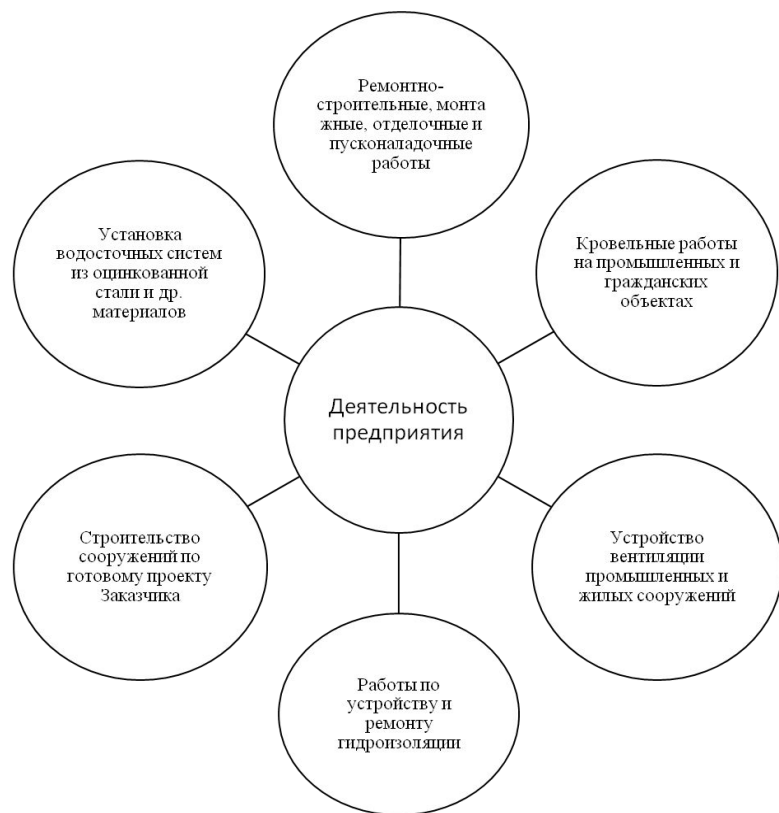 Ремонтно-
строительные, монта
жные, отделочные и
пусконаладочные
работы
Установка
водосточных систем
из оцинкованной
стали и др.
материалов
Кровельные работы
на промышленных и
гражданских
объектах
Деятельность
предприятия
Строительство
сооружений по
готовому проекту
Заказчика
Устройство
вентиляции
промышленных и
жилых сооружений
Работы по
устройству и
ремонту
гидроизоляции